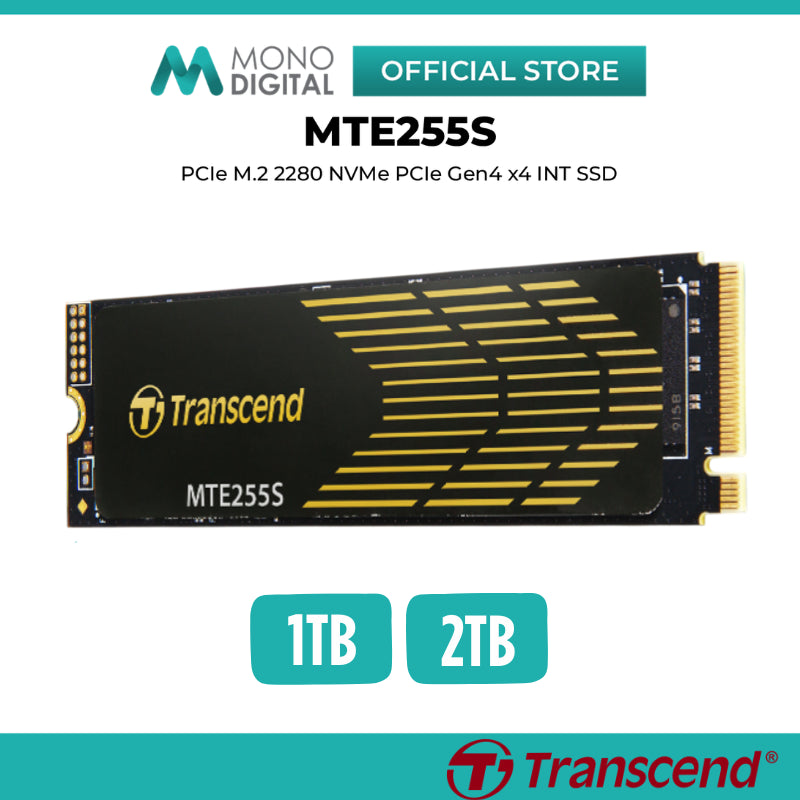 MONO
DIGITAL
OFFICIAL STORE
MTE255S
PCIe M.2 2280 NVMe PCIe Gen4 x4 INT SSD
Transcend
MTE255S
915B
M
1TB
2TB
Transcend®